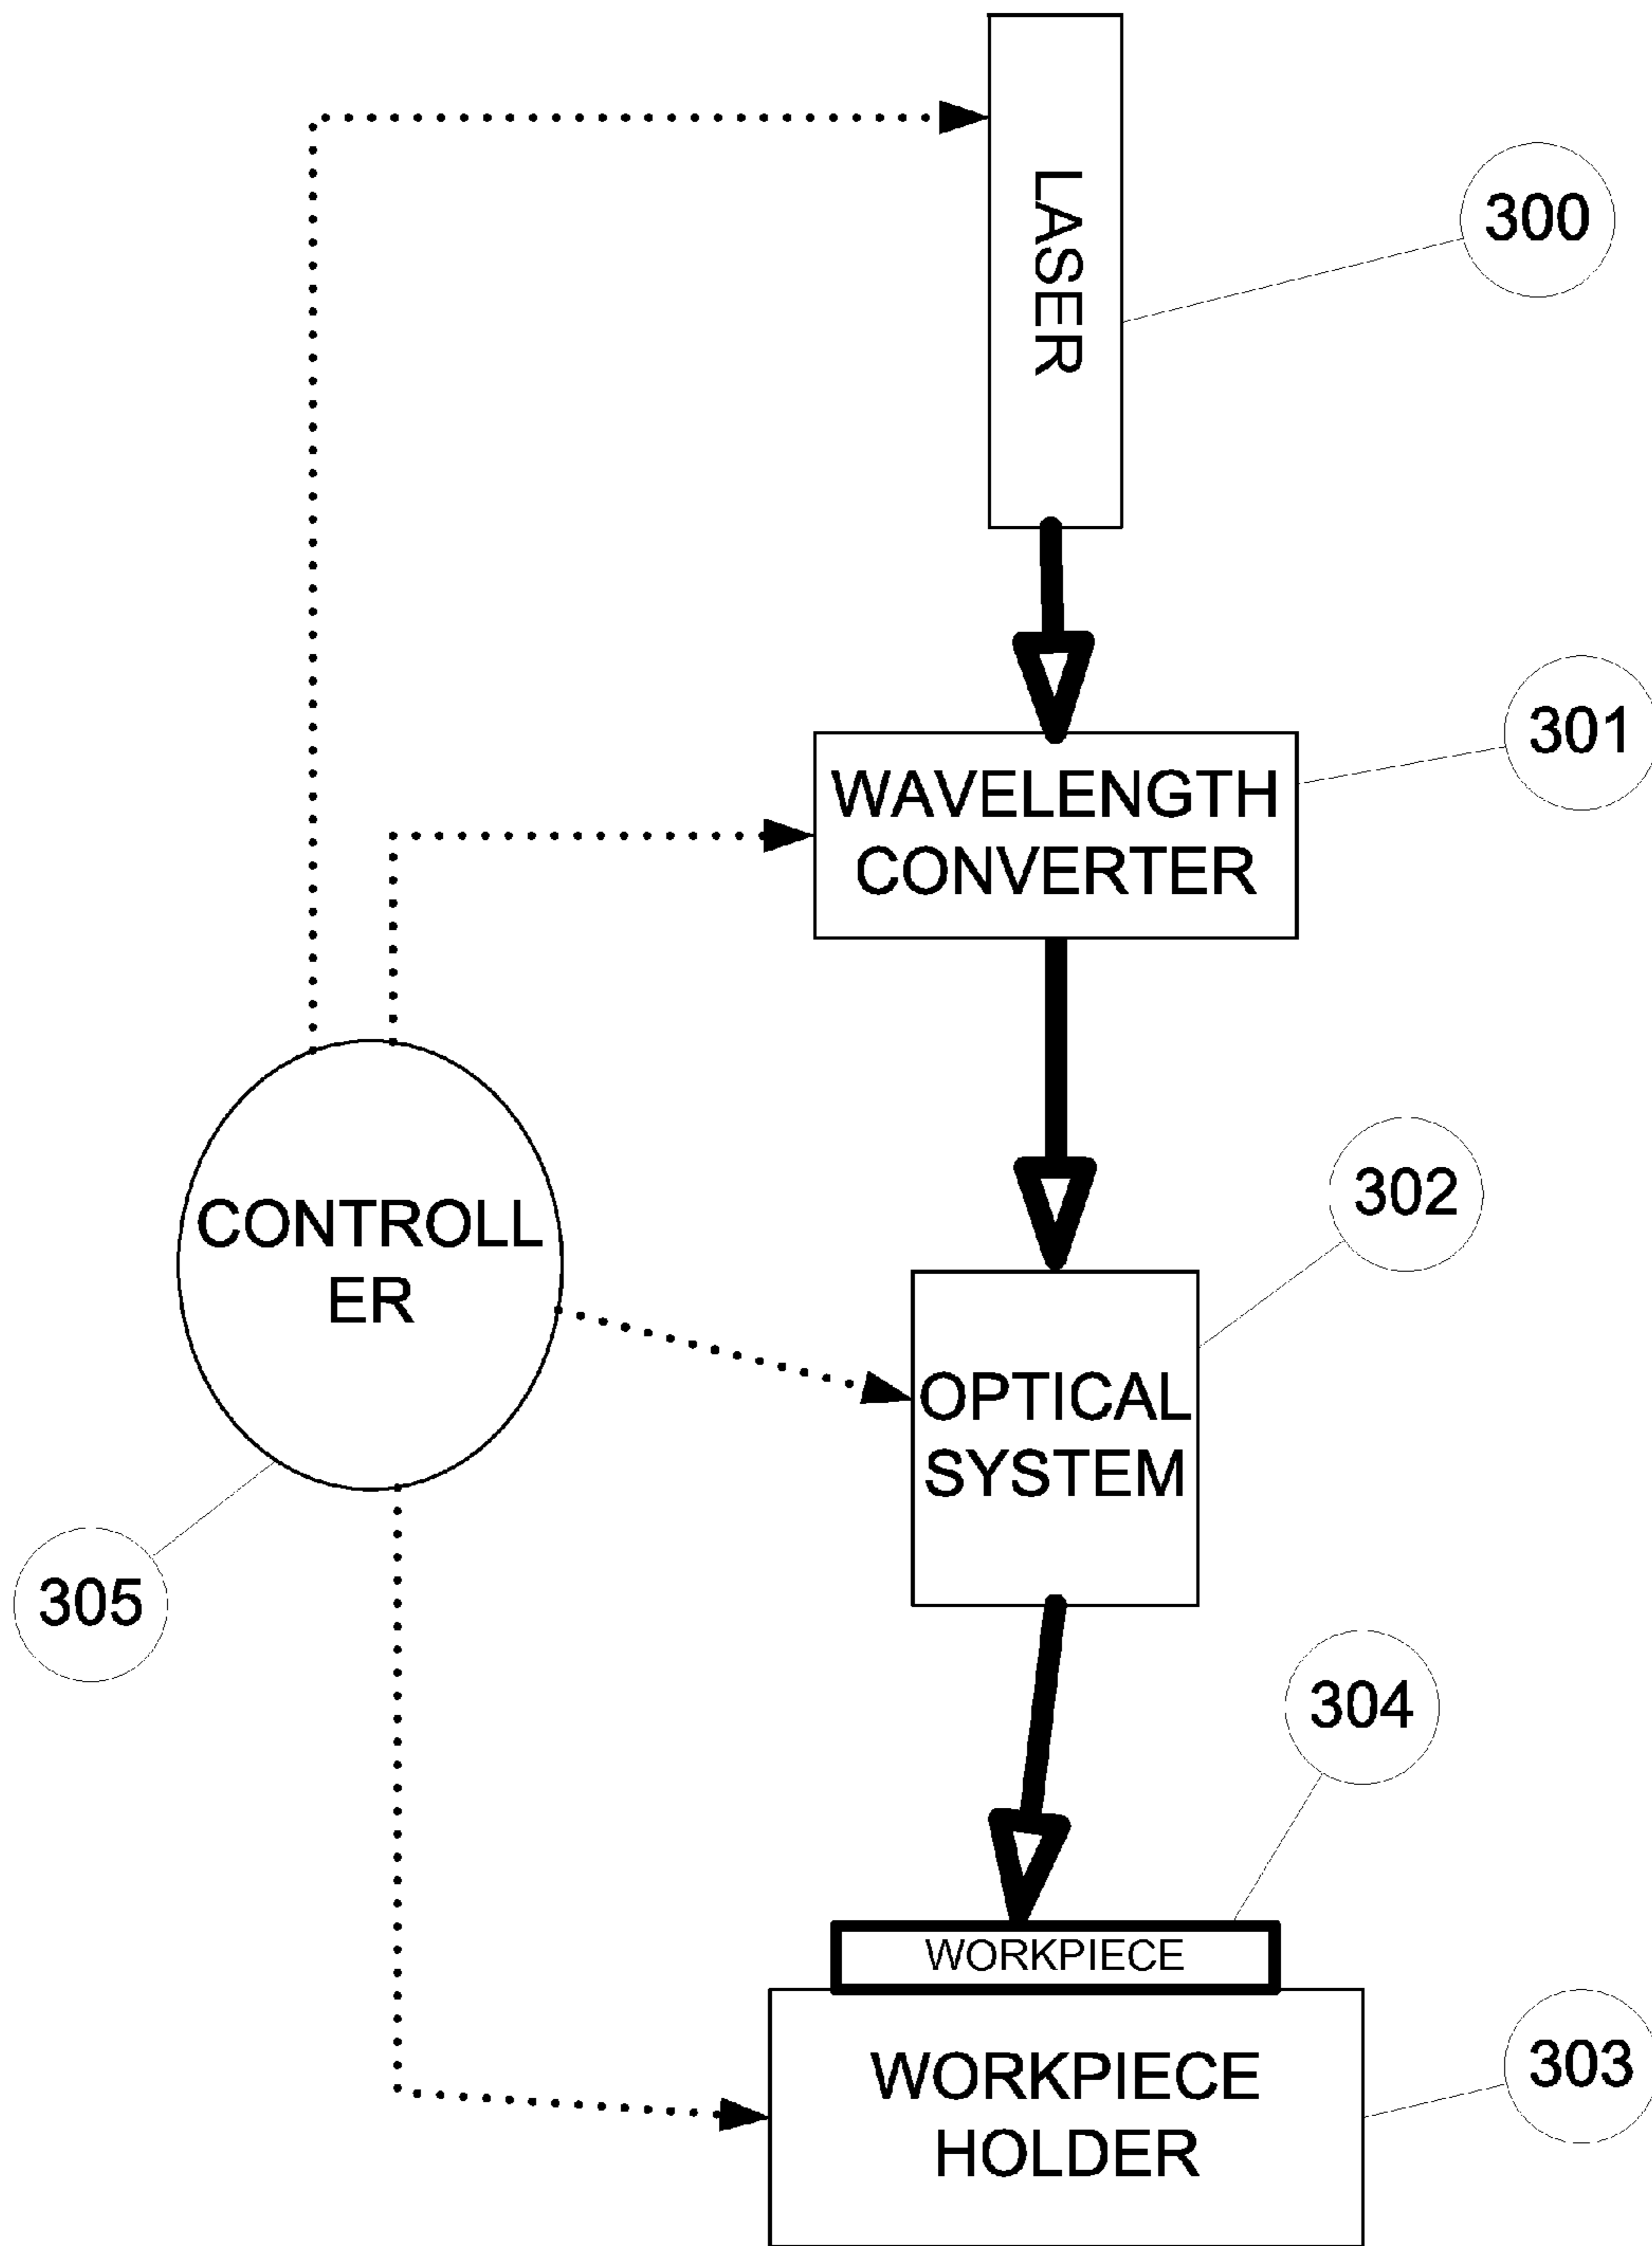 LASER
300
301
WAVELENGTH
CONVERTER
302
CONTROLL
ER
OPTICAL
SYSTEM
305
304
WORKPIECE
303
WORKPIECE
HOLDER